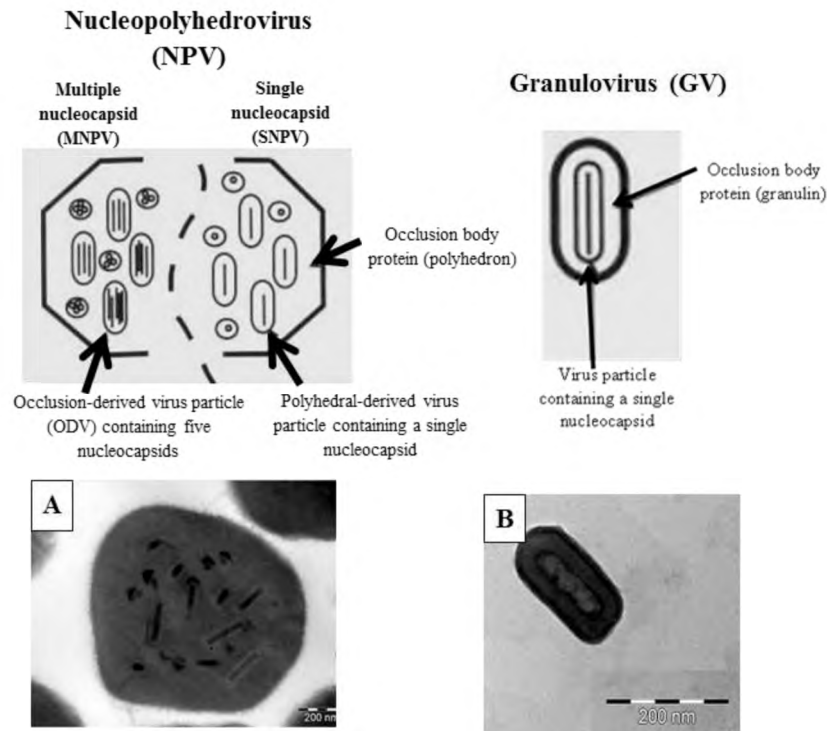 Nucleopolyhedrovirus
(NPV)
Multiple
nucleocapsid
(MNPV)
Single
nucleocapsid
(SNPV)
Granulovirus (GV)
Occlusion body
protein (polyhedron)
Occlusion body
protein (granulin)
Occlusion-derived virus particle
(ODV) containing five
nucleocapsids
Polyhedral-derived virus
particle containing a single
nucleocapsid
Virus particle
containing a single
nucleocapsid
A
200 nm
B
200 nm